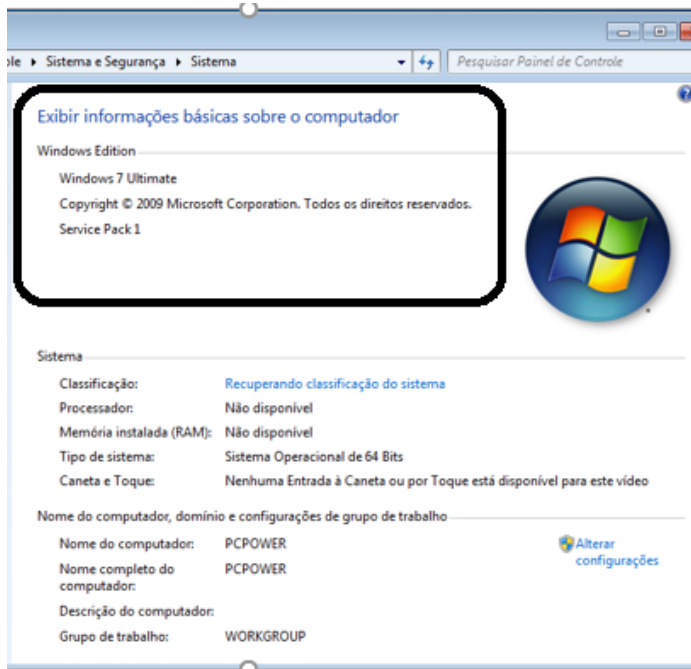 ole ▸ Sistema e Segurança ▸ Sistema
Pesquisar Painel de Controle
Exibir informações básicas sobre o computador
Windows Edition
Windows 7 Ultimate
Copyright © 2009 Microsoft Corporation. Todos os direitos reservados.
Service Pack 1
Sistema
Classificação: Recuperando classificação do sistema
Processador: Não disponível
Memória instalada (RAM): Não disponível
Tipo de sistema: Sistema Operacional de 64 Bits
Caneta e Toque: Nenhuma Entrada à Caneta ou por Toque está disponível para este vídeo
Nome do computador, domínio e configurações de grupo de trabalho
Nome do computador: PCPOWER
Alterar
configurações
Nome completo do
computador:
PCPOWER
Descrição do computador:
Grupo de trabalho: WORKGROUP